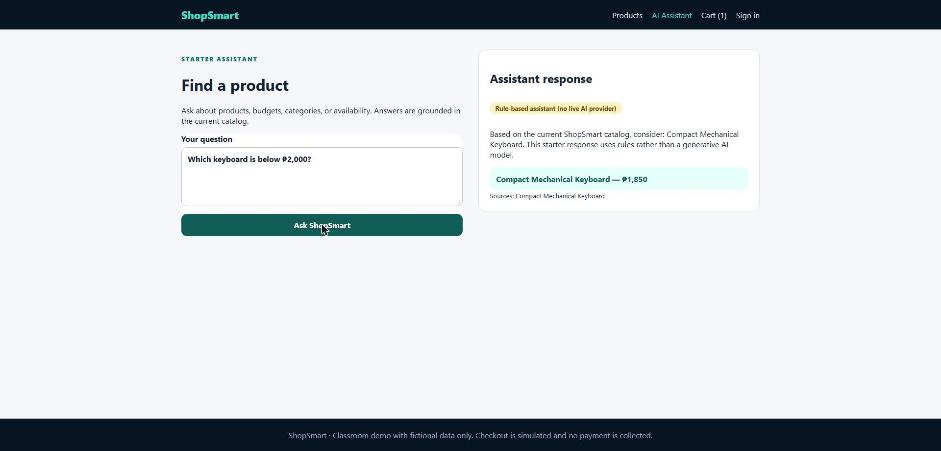 ShopSmart
Products AI Assistant Cart (1) Sign in
STARTER ASSISTANT
Find a product
Ask about products, budgets, categories, or availability. Answers are grounded in
the current catalog.
Your question
Which keyboard is below ₱2,000?
Ask ShopSmart
Assistant response
Rule-based assistant (no live AI provider)
Based on the current ShopSmart catalog, consider: Compact Mechanical
Keyboard. This starter response uses rules rather than a generative AI
model.
Compact Mechanical Keyboard — ₱1,850
Sources: Compact Mechanical Keyboard
ShopSmart · Classroom demo with fictional data only. Checkout is simulated and no payment is collected.